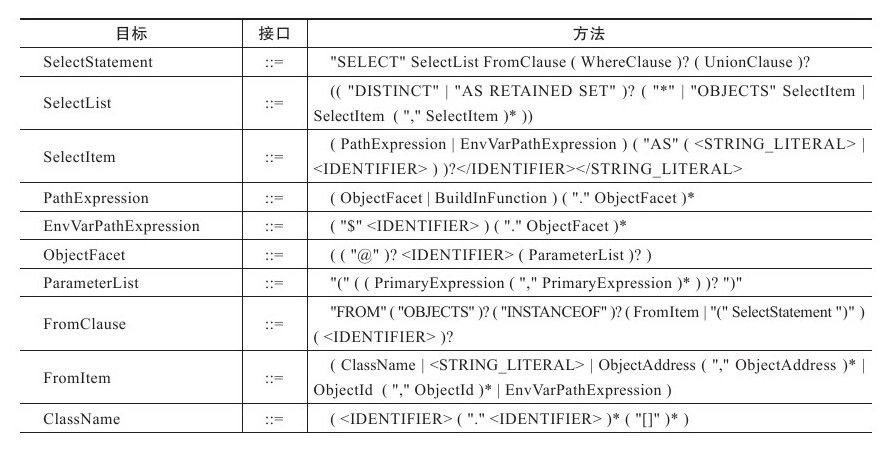 目标 接口 方法
SelectStatement ::= "SELECT" SelectList FromClause ( WhereClause )? ( UnionClause )?
SelectList ::= (( "DISTINCT" | "AS RETAINED SET" )? ( "*" | "OBJECTS" SelectItem |
SelectItem ( "," SelectItem )* ))
SelectItem ::= ( PathExpression | EnvVarPathExpression ) ( "AS" ( <STRING_LITERAL> |
<IDENTIFIER> ) )?</IDENTIFIER></STRING_LITERAL>
PathExpression ::= ( ObjectFacet | BuildInFunction ) ( "." ObjectFacet )*
EnvVarPathExpression ::= ( "$" <IDENTIFIER> ) ( "." ObjectFacet )*
ObjectFacet ::= ( ( "@" )? <IDENTIFIER> ( ParameterList )? )
ParameterList ::= "(" ( ( PrimaryExpression ( "," PrimaryExpression )* ) )? ")"
FromClause ::= "FROM" ( "OBJECTS" )? ( "INSTANCEOF" )? ( FromItem | "(" SelectStatement ")" )
( <IDENTIFIER> )?
FromItem ::= ( ClassName | <STRING_LITERAL> | ObjectAddress ( "," ObjectAddress )* |
ObjectId ( "," ObjectId )* | EnvVarPathExpression )
ClassName ::= ( <IDENTIFIER> ( "." <IDENTIFIER> )* ( "[]" )* )